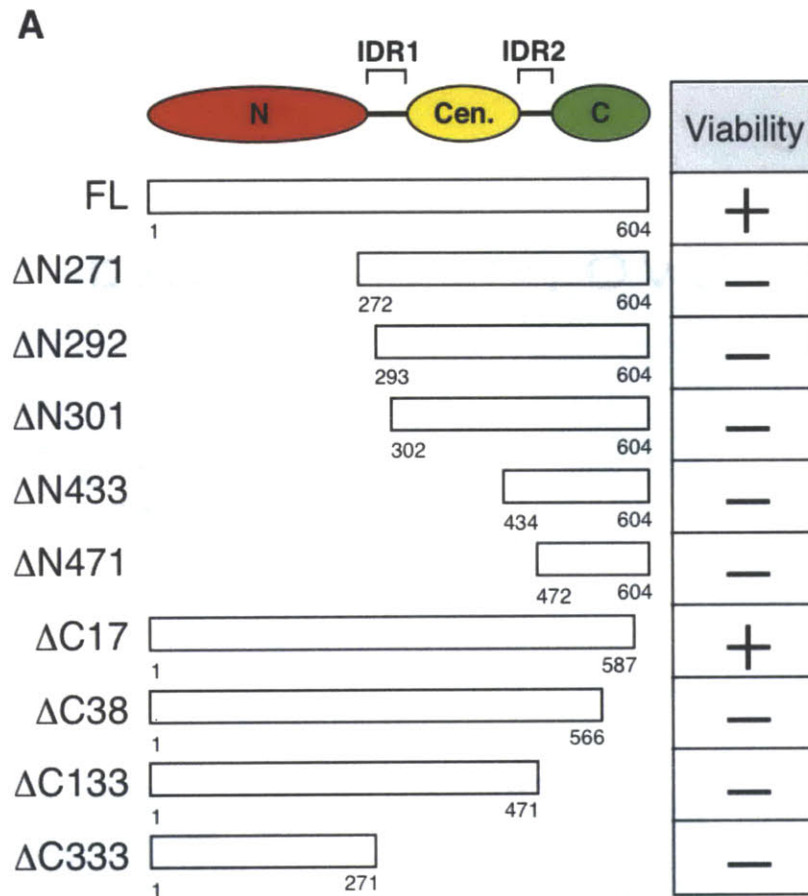 A
IDR1 IDR2
N Cen. C
Viability
FL
1 604
+
ΔN271
272 604
–
ΔN292
293 604
–
ΔN301
302 604
–
ΔN433
434 604
–
ΔN471
472 604
–
ΔC17
1 587
+
ΔC38
1 566
–
ΔC133
1 471
–
ΔC333
1 271
–